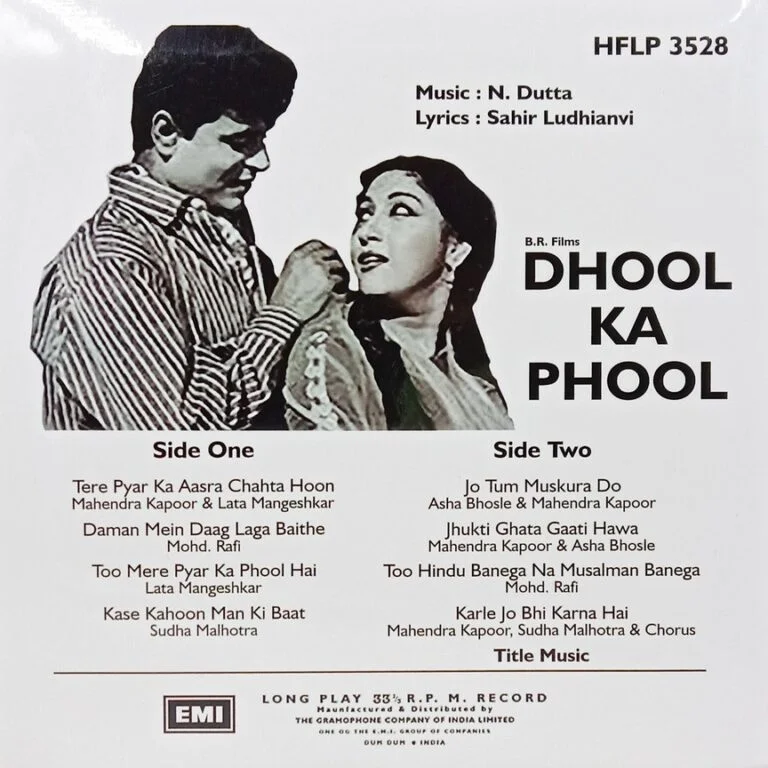 HFLP 3528
Music : N. Dutta
Lyrics : Sahir Ludhianvi
B.R. Films
DHOOL
KA
PHOOL
Side One
Tere Pyar Ka Aasra Chahta Hoon
Mahendra Kapoor & Lata Mangeshkar
Daman Mein Daag Laga Baithe
Mohd. Rafi
Too Mere Pyar Ka Phool Hai
Lata Mangeshkar
Kase Kahoon Man Ki Baat
Sudha Malhotra
Side Two
Jo Tum Muskura Do
Asha Bhosle & Mahendra Kapoor
Jhukti Ghata Gaati Hawa
Mahendra Kapoor & Asha Bhosle
Too Hindu Banega Na Musalman Banega
Mohd. Rafi
Karle Jo Bhi Karna Hai
Mahendra Kapoor, Sudha Malhotra & Chorus
Title Music
EMI
LONG PLAY 33⅓ R. P. M. RECORD
Maunfactured & Distributed by
THE GRAMOPHONE COMPANY OF INDIA LIMITED
ONE OG THE E.M.I. GROUP OF COMPANIES
DUM DUM • INDIA